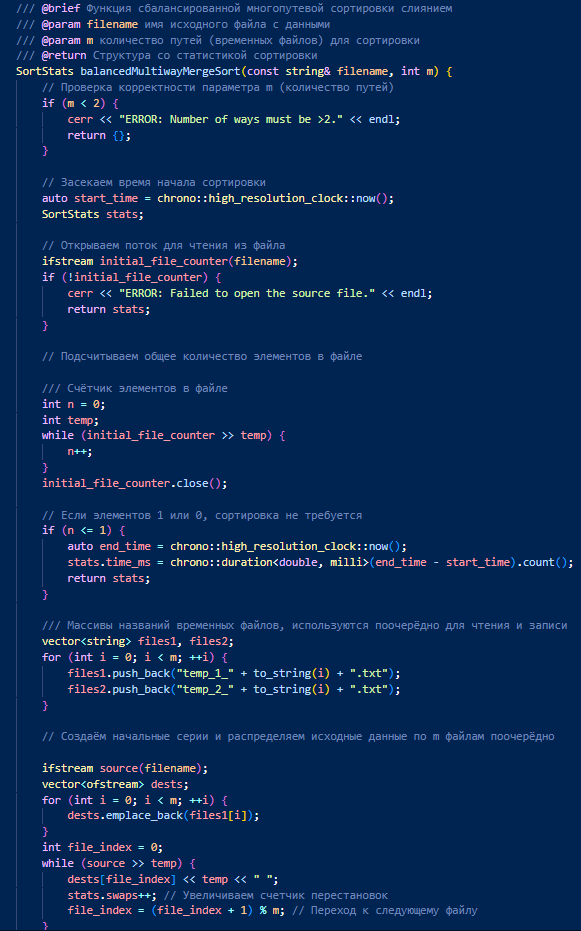 /// @brief Функция сбалансированной многопутевой сортировки слиянием
/// @param filename имя исходного файла с данными
/// @param m количество путей (временных файлов) для сортировки
/// @return Структура со статистикой сортировки
SortStats balancedMultiwayMergeSort(const string& filename, int m) {
    // Проверка корректности параметра m (количество путей)
    if (m < 2) {
        cerr << "ERROR: Number of ways must be >2." << endl;
        return {};
    }

    // Засекаем время начала сортировки
    auto start_time = chrono::high_resolution_clock::now();
    SortStats stats;

    // Открываем поток для чтения из файла
    ifstream initial_file_counter(filename);
    if (!initial_file_counter) {
        cerr << "ERROR: Failed to open the source file." << endl;
        return stats;
    }

    // Подсчитываем общее количество элементов в файле

    /// Счётчик элементов в файле
    int n = 0;
    int temp;
    while (initial_file_counter >> temp) {
        n++;
    }
    initial_file_counter.close();

    // Если элементов 1 или 0, сортировка не требуется
    if (n <= 1) {
        auto end_time = chrono::high_resolution_clock::now();
        stats.time_ms = chrono::duration<double, milli>(end_time - start_time).count();
        return stats;
    }

    /// Массивы названий временных файлов, используются поочерёдно для чтения и записи
    vector<string> files1, files2;
    for (int i = 0; i < m; ++i) {
        files1.push_back("temp_1_" + to_string(i) + ".txt");
        files2.push_back("temp_2_" + to_string(i) + ".txt");
    }

    // Создаём начальные серии и распределяем исходные данные по m файлам поочерёдно

    ifstream source(filename);
    vector<ofstream> dests;
    for (int i = 0; i < m; ++i) {
        dests.emplace_back(files1[i]);
    }
    int file_index = 0;
    while (source >> temp) {
        dests[file_index] << temp << " ";
        stats.swaps++; // Увеличиваем счетчик перестановок
        file_index = (file_index + 1) % m; // Переход к следующему файлу
    }